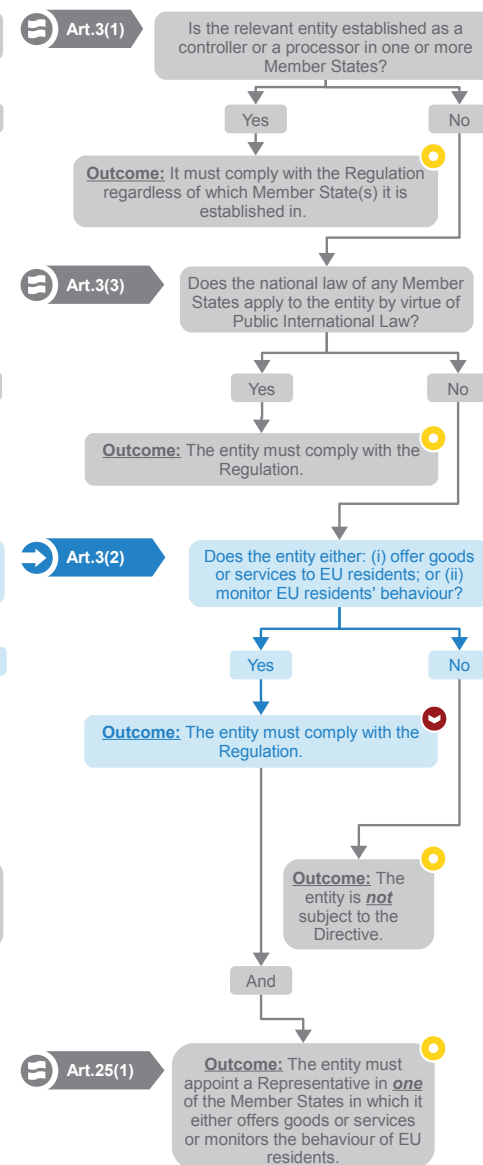 Art.3(1)
Is the relevant entity established as a
controller or a processor in one or more
Member States?
Yes
No
Outcome: It must comply with the Regulation
regardless of which Member State(s) it is
established in.
Art.3(3)
Does the national law of any Member
States apply to the entity by virtue of
Public International Law?
Yes
No
Outcome: The entity must comply with the
Regulation.
Art.3(2)
Does the entity either: (i) offer goods
or services to EU residents; or (ii)
monitor EU residents' behaviour?
Yes
No
Outcome: The entity must comply with the
Regulation.
Outcome: The
entity is not
subject to the
Directive.
And
Art.25(1)
Outcome: The entity must
appoint a Representative in one
of the Member States in which it
either offers goods or services
or monitors the behaviour of EU
residents.